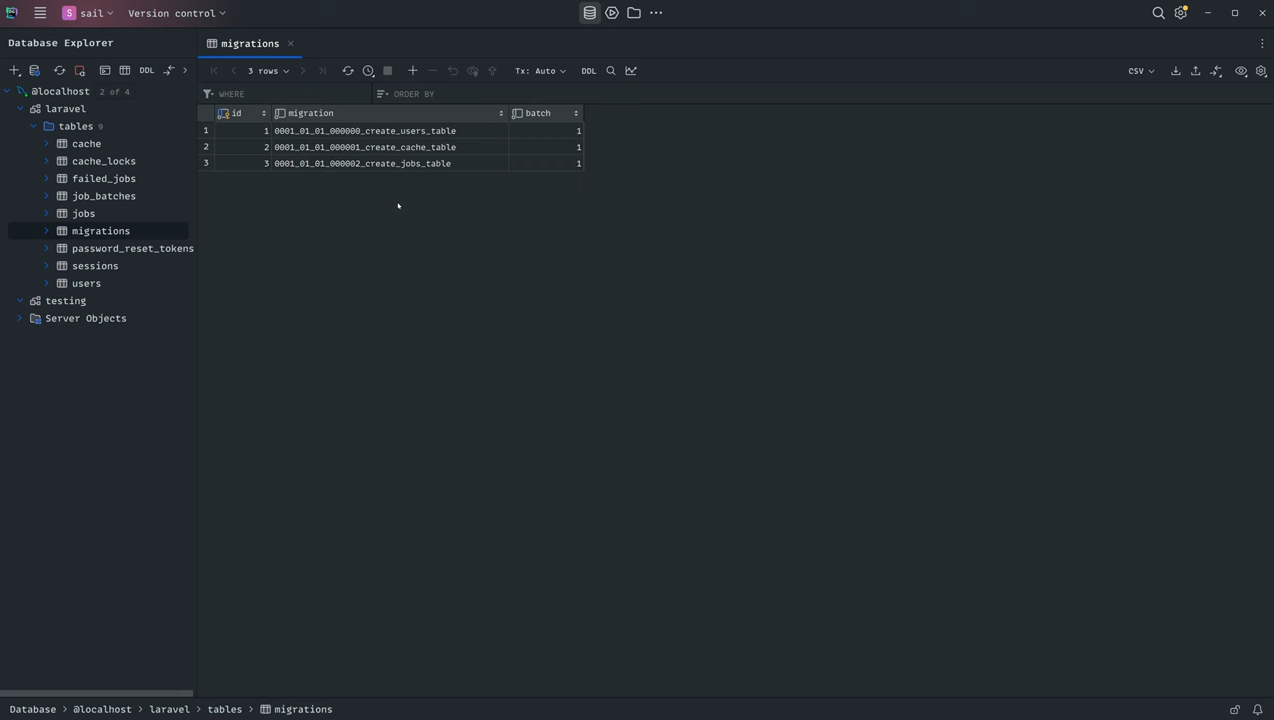 S sail Version control
Database Explorer
migrations
DDL
3 rows
Tx: Auto
DDL
CSV
WHERE
ORDER BY
@localhost 2 of 4
laravel
tables 9
cache
cache_locks
failed_jobs
job_batches
jobs
migrations
password_reset_tokens
sessions
users
testing
Server Objects
id migration batch
1 1 0001_01_01_000000_create_users_table 1
2 2 0001_01_01_000001_create_cache_table 1
3 3 0001_01_01_000002_create_jobs_table 1
Database @localhost laravel tables migrations